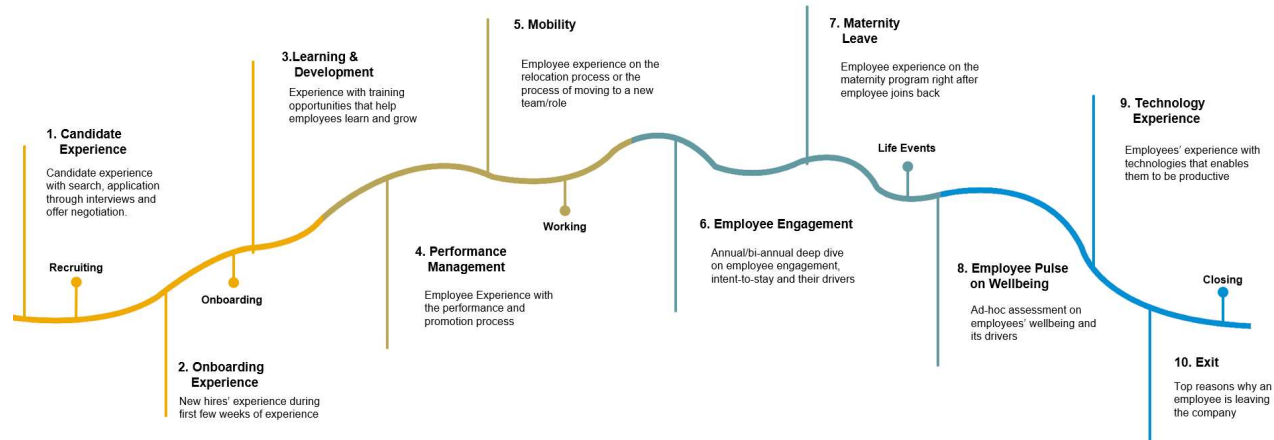 1. Candidate
Experience
Candidate experience
with search, application
through interviews and
offer negotiation.
Recruiting
2. Onboarding
Experience
New hires' experience during
first few weeks of experience
Onboarding
3.Learning &
Development
Experience with training
opportunities that help
employees learn and grow
4. Performance
Management
Employee Experience with
the performance and
promotion process
5. Mobility
Employee experience on the
relocation process or the
process of moving to a new
team/role
Working
6. Employee Engagement
Annual/bi-annual deep dive
on employee engagement,
intent-to-stay and their drivers
7. Maternity
Leave
Employee experience on the
maternity program right after
employee joins back
Life Events
8. Employee Pulse
on Wellbeing
Ad-hoc assessment on
employees' wellbeing and
its drivers
9. Technology
Experience
Employees' experience with
technologies that enables
them to be productive
Closing
10. Exit
Top reasons why an
employee is leaving
the company